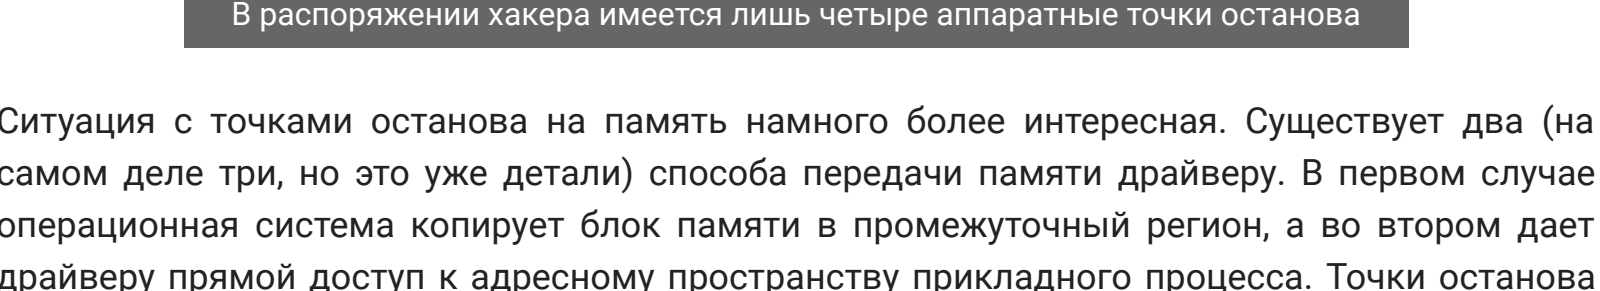 В распоряжении хакера имеется лишь четыре аппаратные точки останова
Ситуация с точками останова на память намного более интересная. Существует два (на
самом деле три, но это уже детали) способа передачи памяти драйверу. В первом случае
операционная система копирует блок памяти в промежуточный регион, а во втором дает
драйверу прямой доступ к адресному пространству прикладного процесса. Точки останова